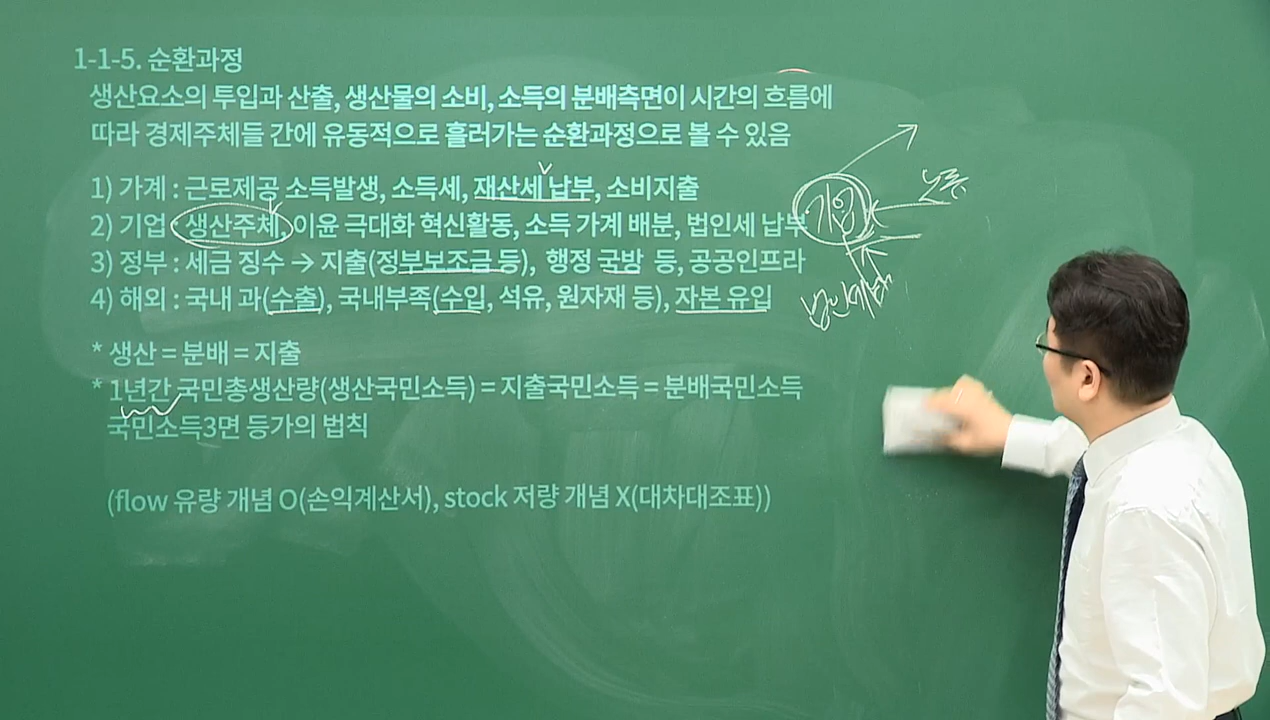 1-1-5. 순환과정
생산요소의 투입과 산출, 생산물의 소비, 소득의 분배측면이 시간의 흐름에
따라 경제주체들 간에 유동적으로 흘러가는 순환과정으로 볼 수 있음
1) 가계 : 근로제공 소득발생, 소득세, 재산세 납부, 소비지출
2) 기업 : 생산주체, 이윤 극대화 혁신활동, 소득 가계 배분, 법인세 납부
3) 정부 : 세금 징수 → 지출(정부보조금 등), 행정 국방 등, 공공인프라
4) 해외 : 국내 과(수출), 국내부족(수입, 석유, 원자재 등), 자본 유입
* 생산 = 분배 = 지출
* 1년간 국민총생산량(생산국민소득) = 지출국민소득 = 분배국민소득
국민소득3면 등가의 법칙
(flow 유량 개념 O(손익계산서), stock 저량 개념 X(대차대조표))
기업
노동